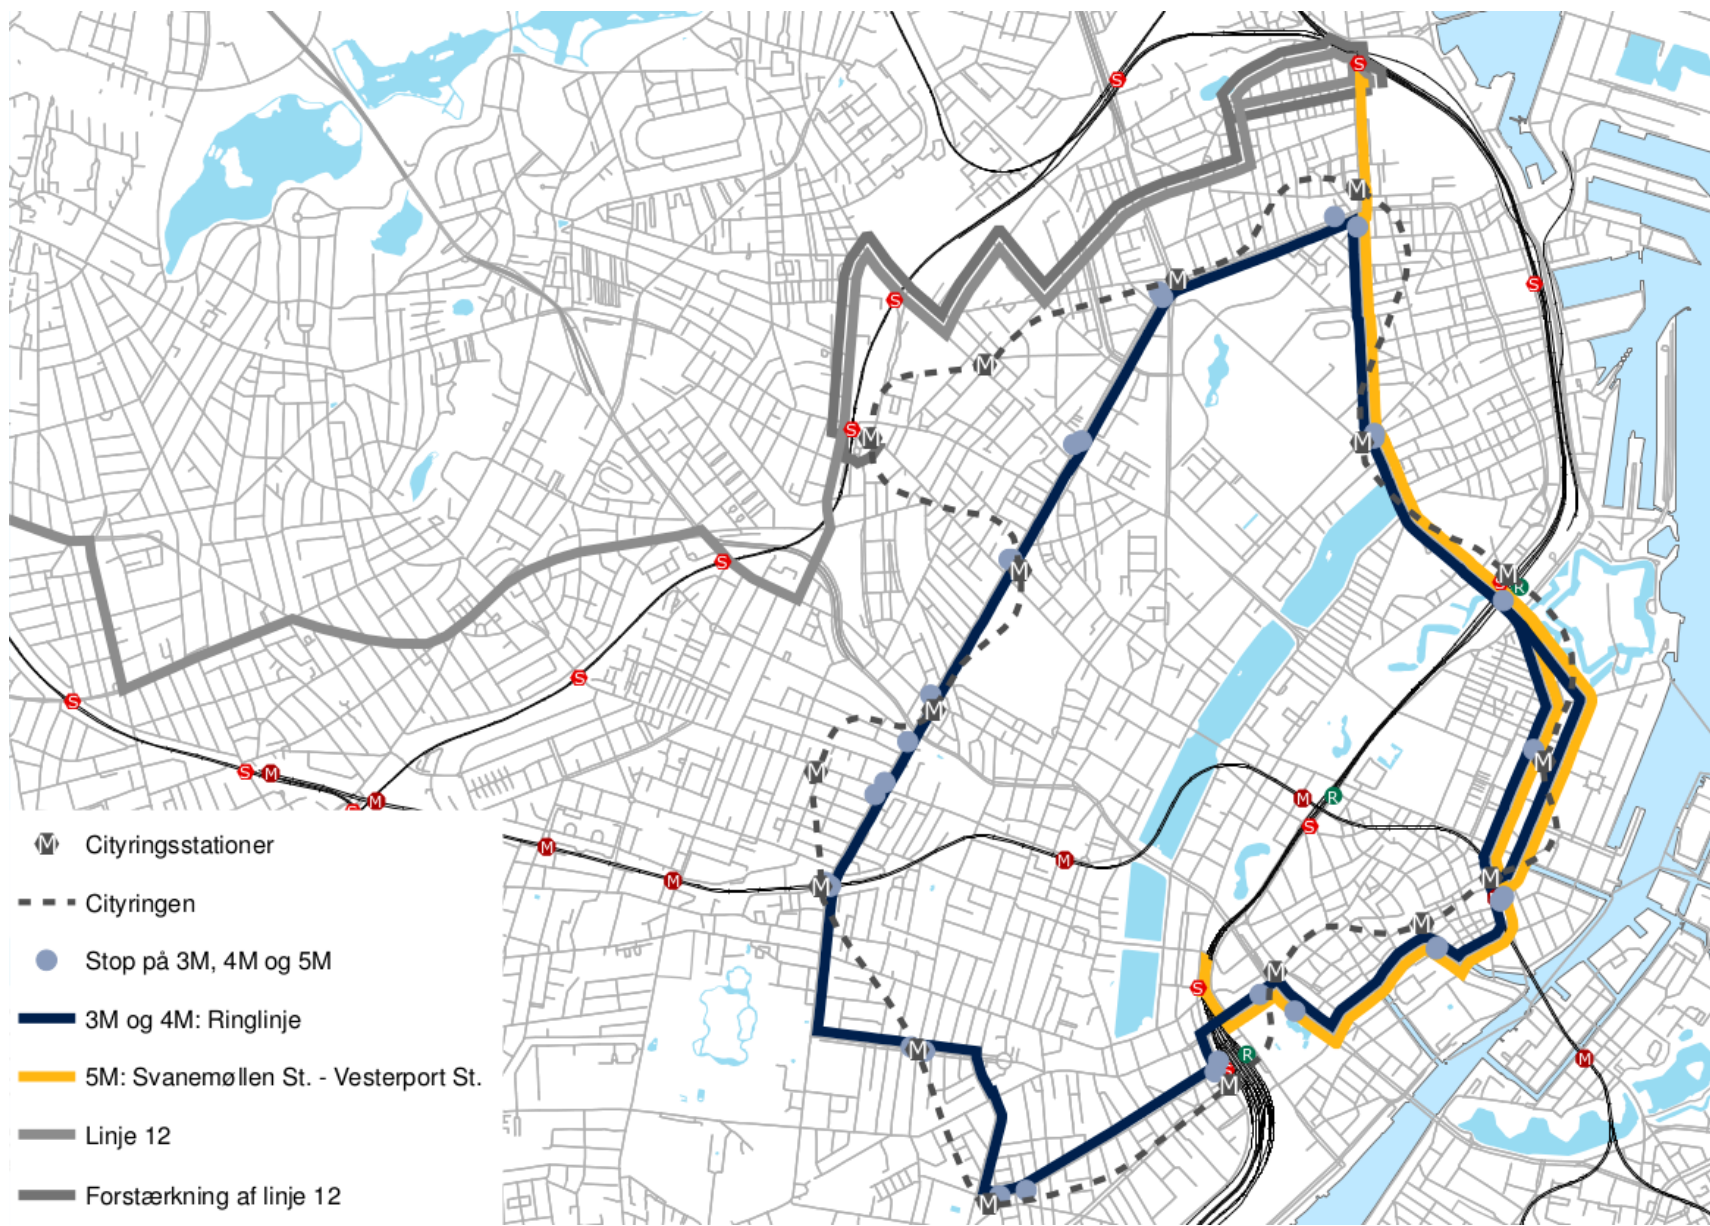 Cityringsstationer
Cityringen
Stop på 3M, 4M og 5M
3M og 4M: Ringlinje
5M: Svanemøllen St. - Vesterport St.
Linje 12
Forstærkning af linje 12